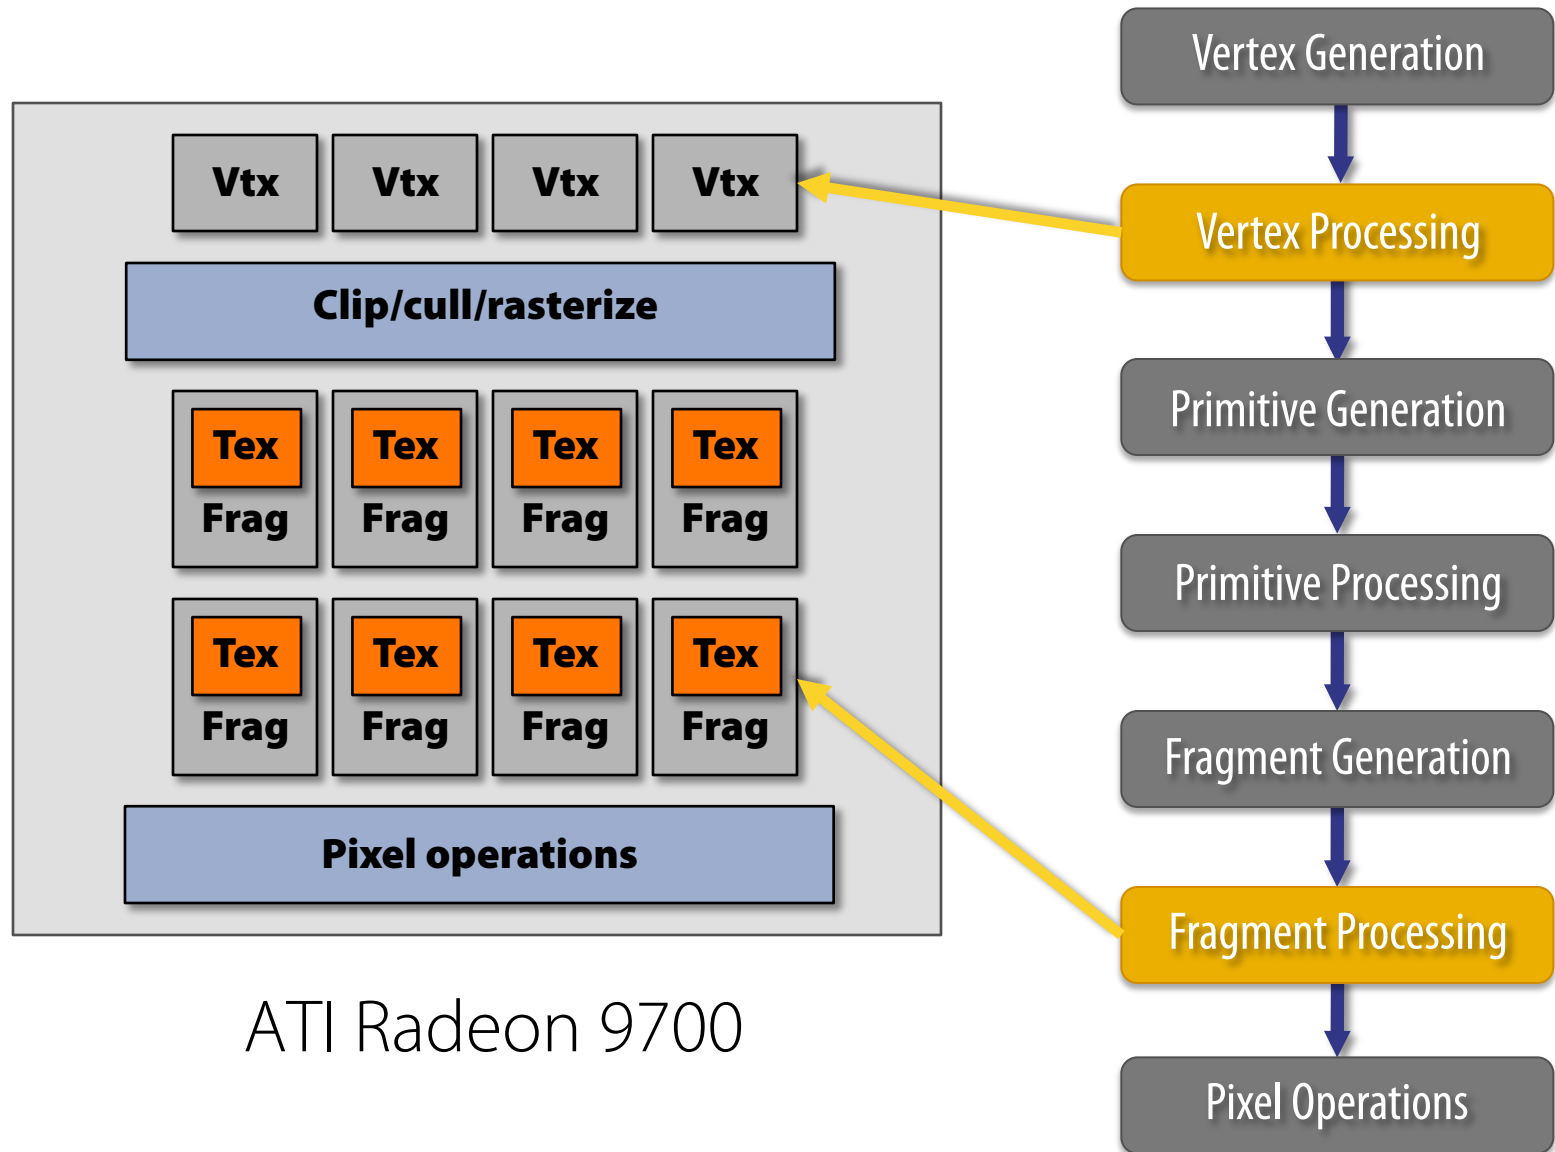 Vtx Vtx Vtx Vtx
Clip/cull/rasterize
Tex Tex Tex Tex
Frag Frag Frag Frag
Tex Tex Tex Tex
Frag Frag Frag Frag
Pixel operations
ATI Radeon 9700
Vertex Generation
Vertex Processing
Primitive Generation
Primitive Processing
Fragment Generation
Fragment Processing
Pixel Operations